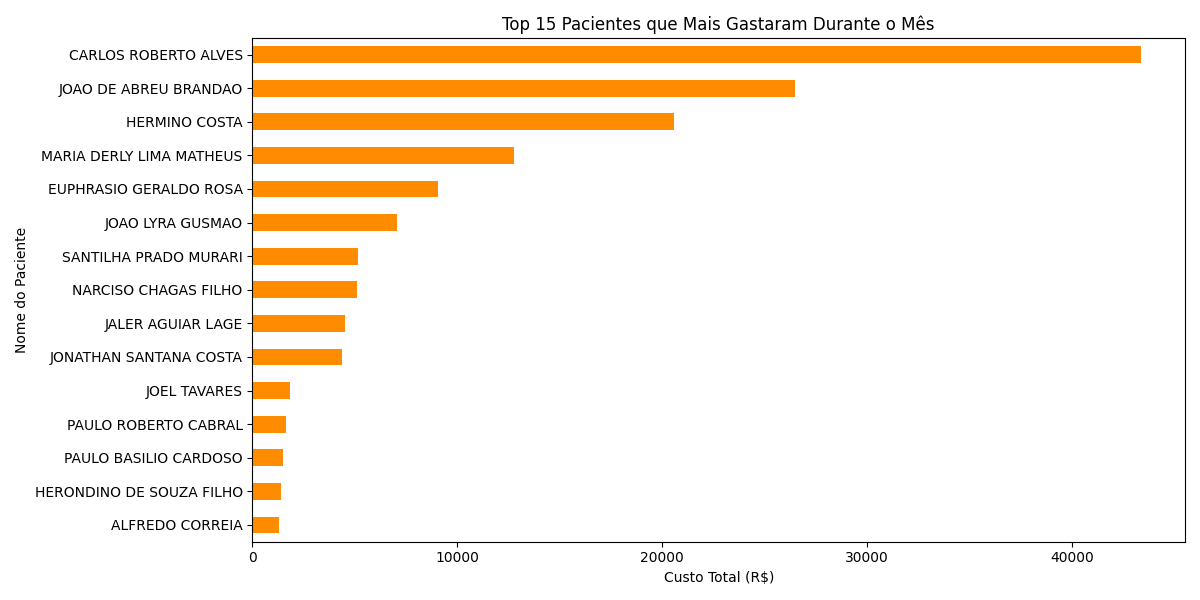 Top 15 Pacientes que Mais Gastaram Durante o Mês
Nome do Paciente
CARLOS ROBERTO ALVES
JOAO DE ABREU BRANDAO
HERMINO COSTA
MARIA DERLY LIMA MATHEUS
EUPHRASIO GERALDO ROSA
JOAO LYRA GUSMAO
SANTILHA PRADO MURARI
NARCISO CHAGAS FILHO
JALER AGUIAR LAGE
JONATHAN SANTANA COSTA
JOEL TAVARES
PAULO ROBERTO CABRAL
PAULO BASILIO CARDOSO
HERONDINO DE SOUZA FILHO
ALFREDO CORREIA
0 10000 20000 30000 40000
Custo Total (R$)